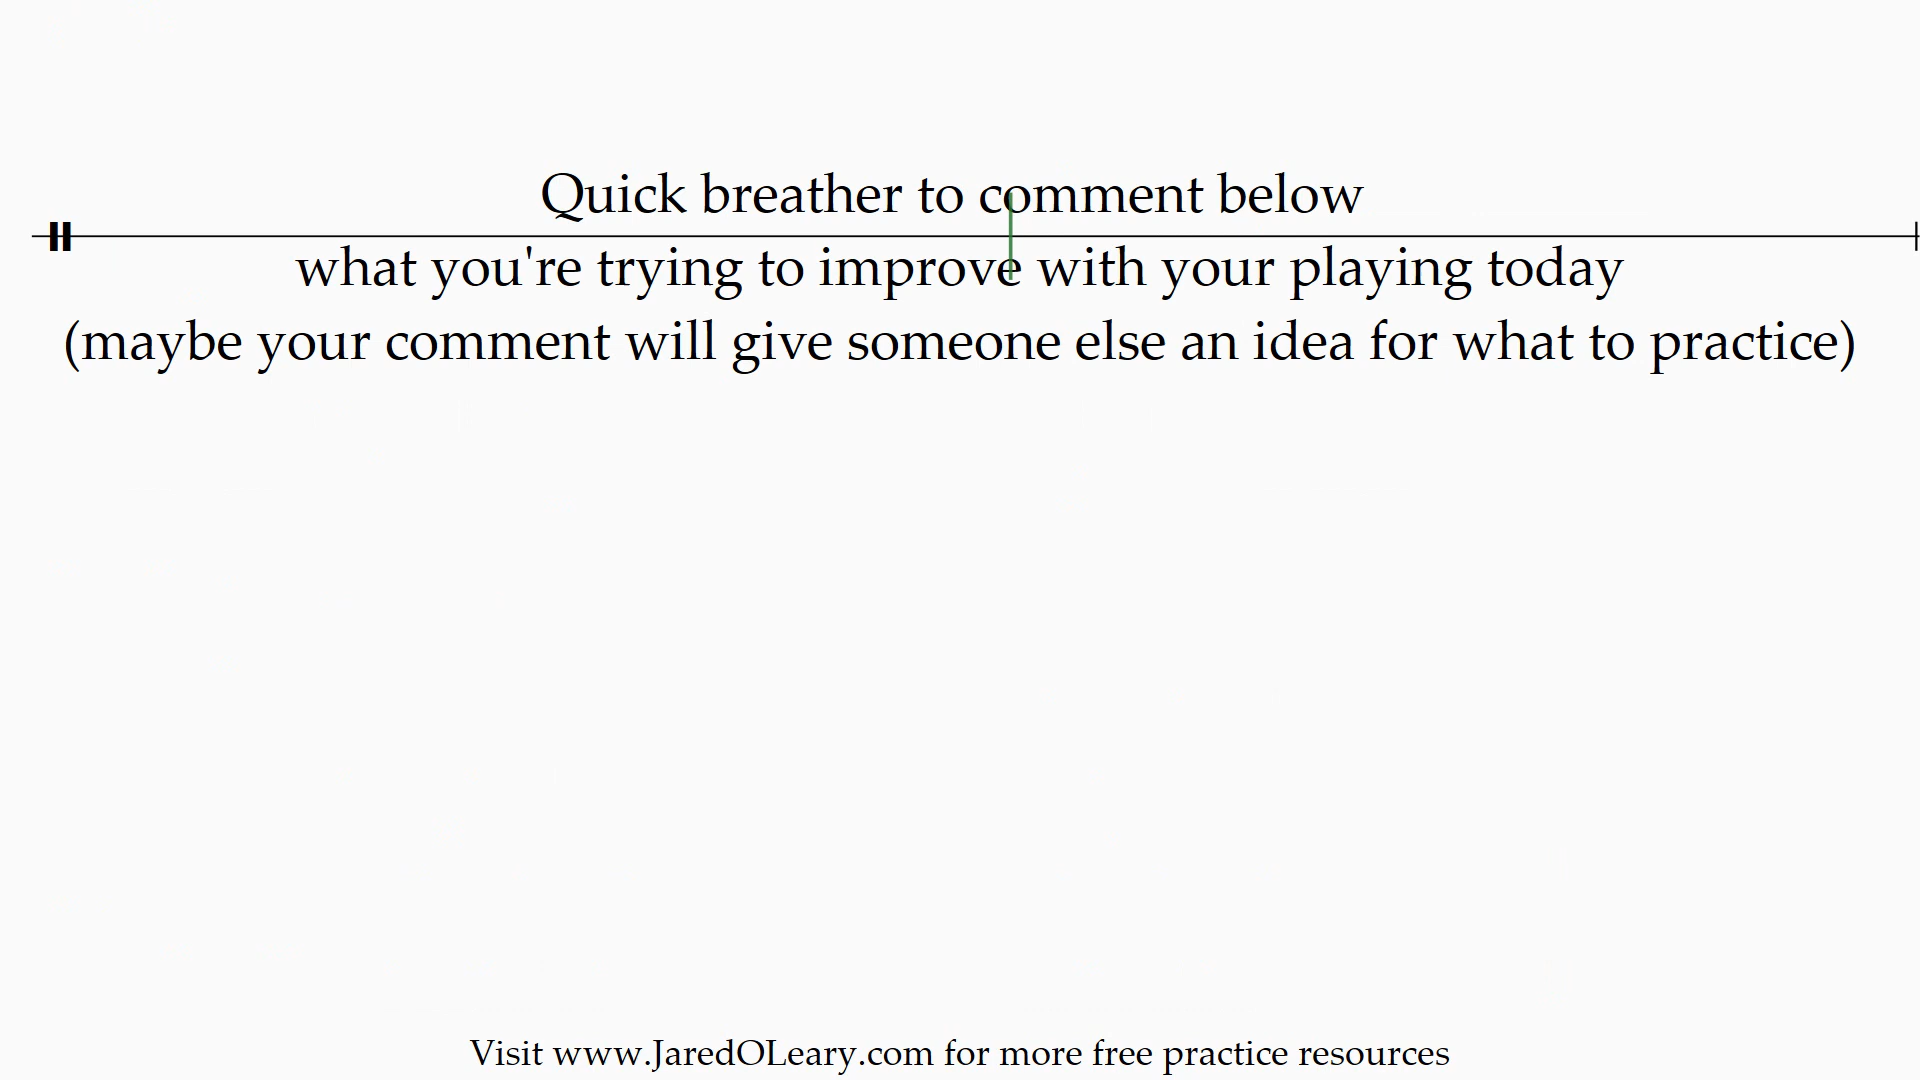 Quick breather to comment below
what you're trying to improve with your playing today
(maybe your comment will give someone else an idea for what to practice)
Visit www.JaredOLeary.com for more free practice resources